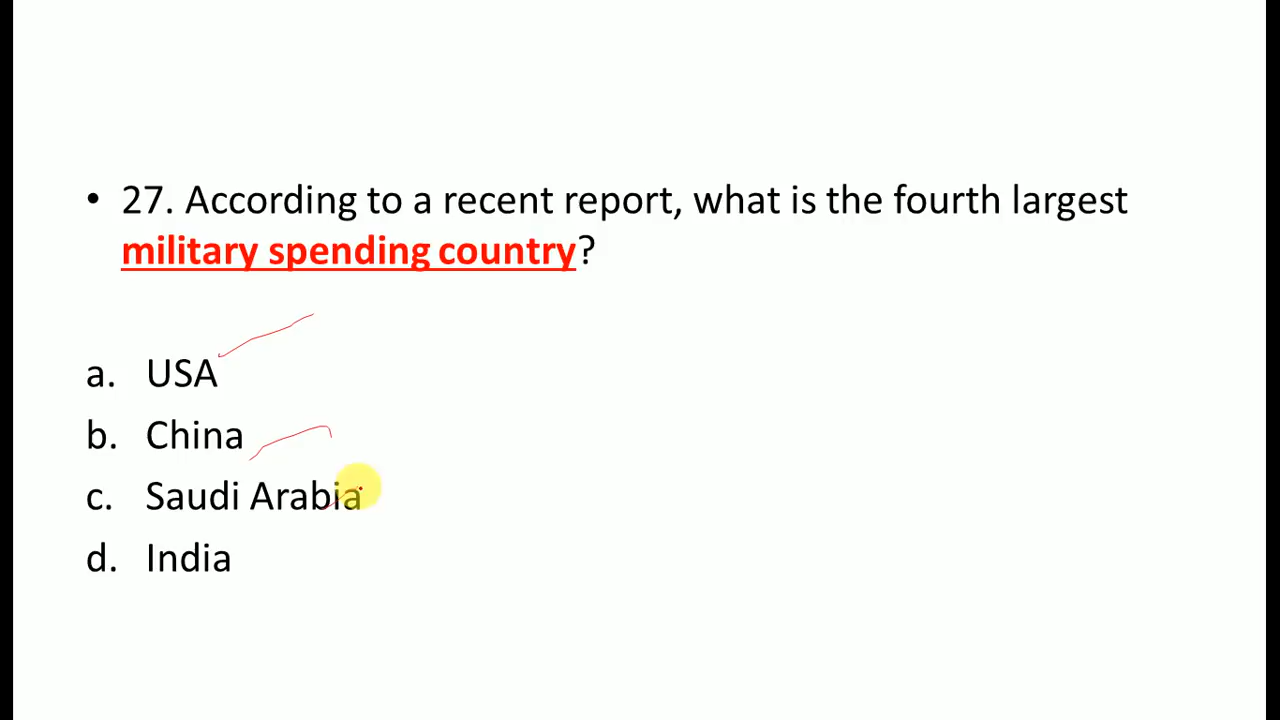 • 27. According to a recent report, what is the fourth largest
military spending country?
a. USA
b. China
c. Saudi Arabia
d. India